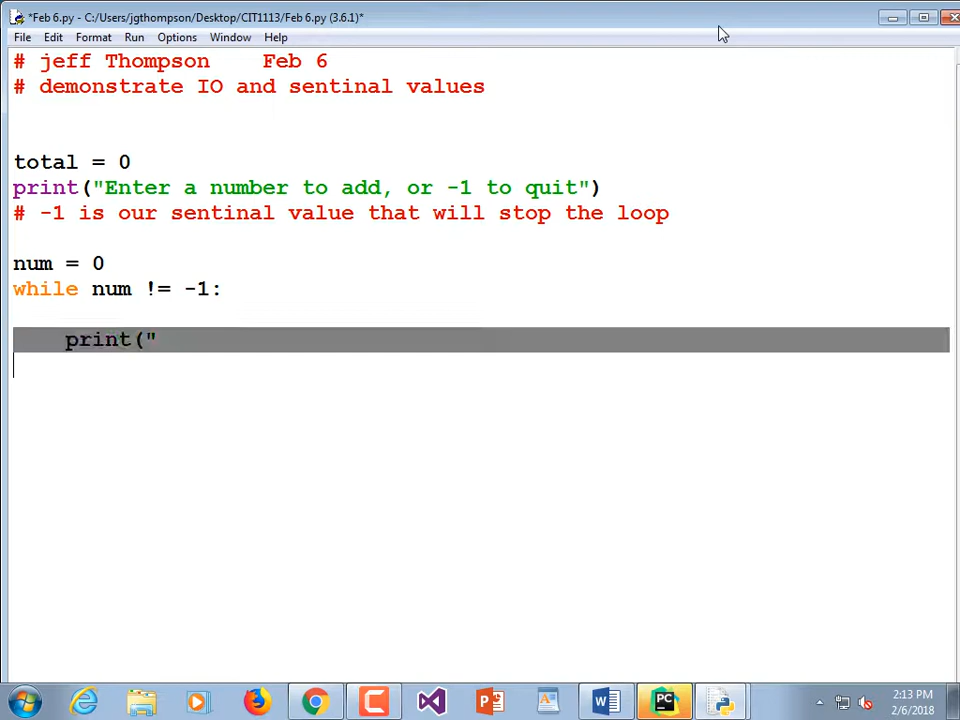 *Feb 6.py - C:/Users/jgthompson/Desktop/CIT1113/Feb 6.py (3.6.1)*
File Edit Format Run Options Window Help
# jeff Thompson    Feb 6
# demonstrate IO and sentinal values
total = 0
print("Enter a number to add, or -1 to quit")
# -1 is our sentinal value that will stop the loop
num = 0
while num != -1:
    print("
2:13 PM
2/6/2018